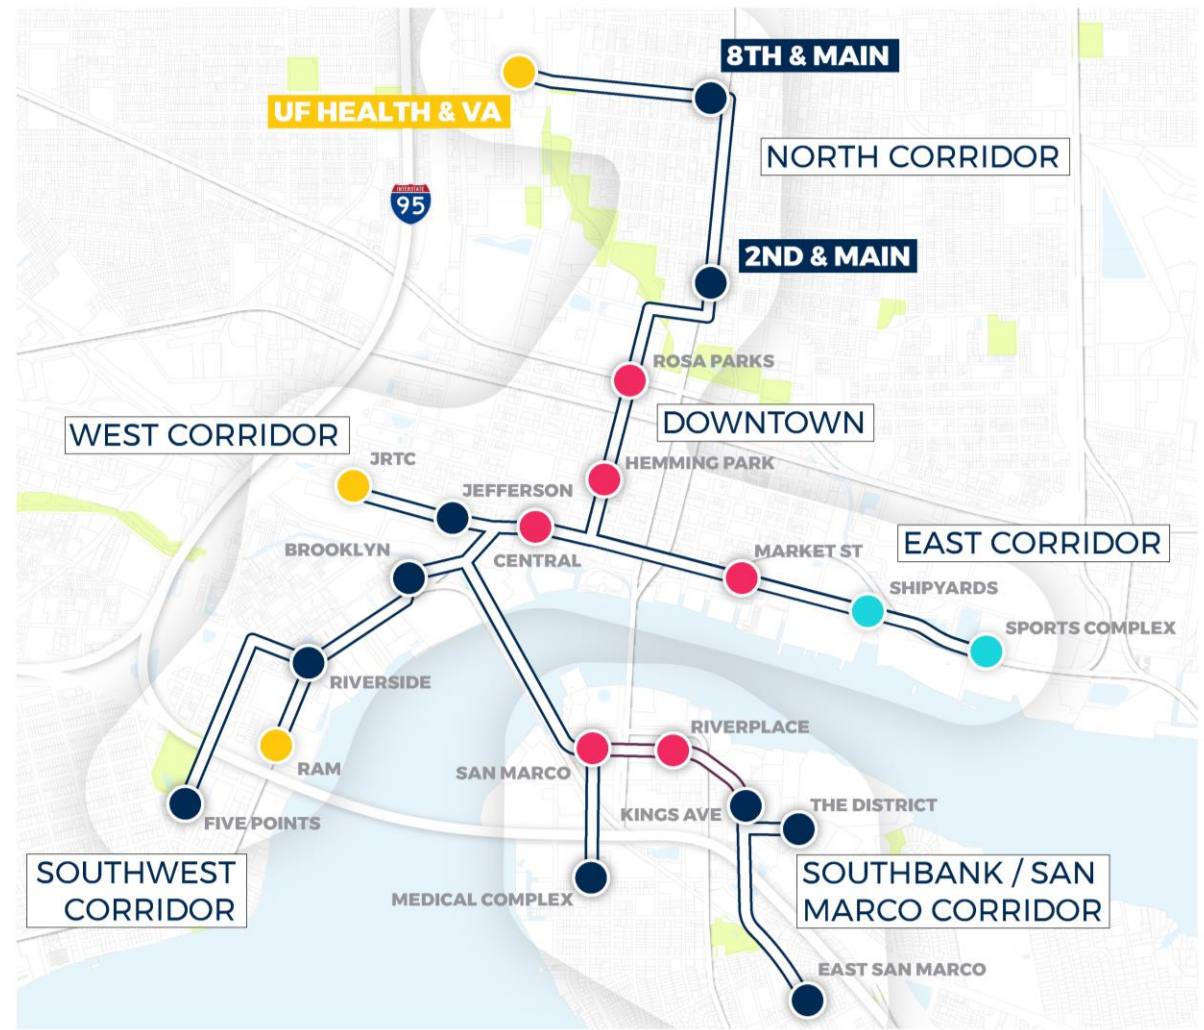 8TH & MAIN
UF HEALTH & VA
NORTH CORRIDOR
INTERSTATE
95
2ND & MAIN
ROSA PARKS
DOWNTOWN
WEST CORRIDOR
JRTC
HEMMING PARK
JEFFERSON
EAST CORRIDOR
BROOKLYN
CENTRAL
MARKET ST
SHIPYARDS
SPORTS COMPLEX
RIVERSIDE
RIVERPLACE
RAM
SAN MARCO
KINGS AVE
THE DISTRICT
FIVE POINTS
SOUTHWEST
CORRIDOR
MEDICAL COMPLEX
SOUTHBANK / SAN
MARCO CORRIDOR
EAST SAN MARCO